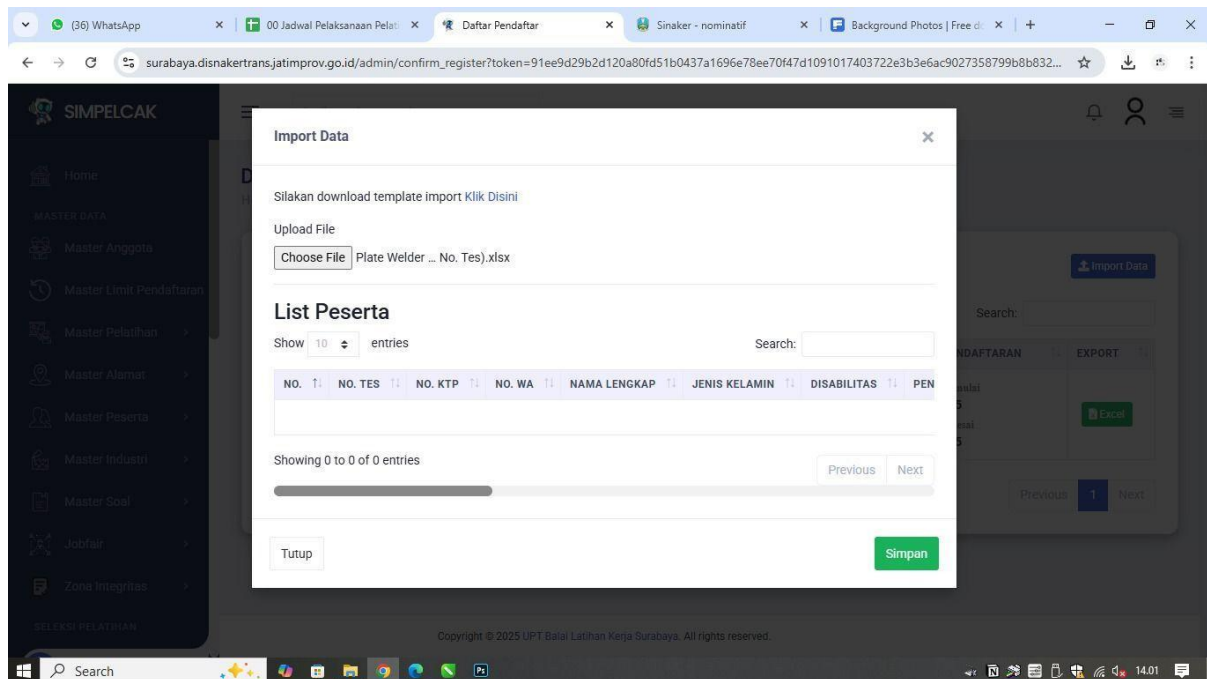 (36) WhatsApp
00 Jadwal Pelaksanaan Pelat
Daftar Pendaftar
Sinaker - nominatif
Background Photos | Free d
surabaya.disnakertrans.jatimprov.go.id/admin/confirm_register?token=91ee9d29b2d120a80fd51b0437a1696e78ee70f47d1091017403722e3b3e6ac9027358799b8b832...
SIMPELCAK
Home
MASTER DATA
Master Anggota
Master Limit Pendaftaran
Master Pelatihan
Master Alamat
Master Peserta
Master Industri
Master Soal
Jobfair
Zona Integritas
SELEKSI PELATIHAN
Import Data
Silakan download template import Klik Disini
Upload File
Choose File Plate Welder ... No. Tes).xlsx
List Peserta
Show 10 entries
Search:
NO. NO. TES NO. KTP NO. WA NAMA LENGKAP JENIS KELAMIN DISABILITAS PEN
Showing 0 to 0 of 0 entries
Previous Next
Tutup
Simpan
Import Data
Search:
NDAFTARAN EXPORT
5
Excel
5
Previous 1 Next
Copyright © 2025 UPT Balai Latihan Kerja Surabaya. All rights reserved.
Search
14.01